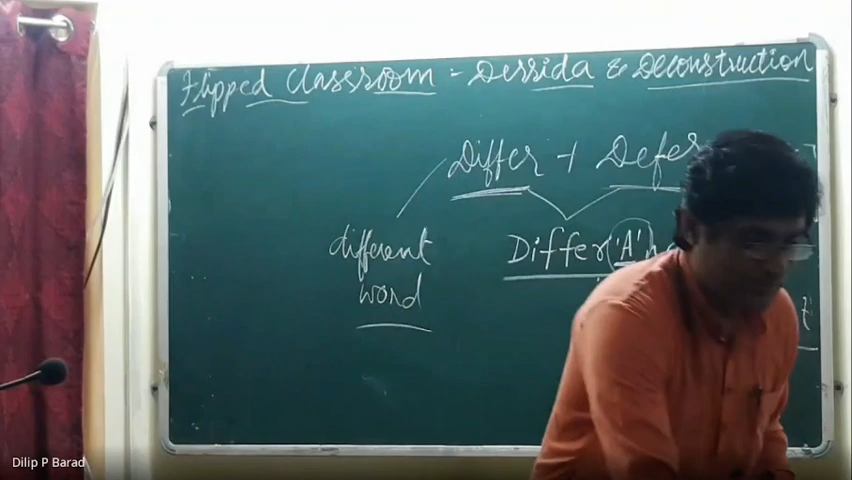 Flipped Classroom - Derrida & Deconstruction
Differ + Defer
different
word
Differ('A')
Dilip P Barad